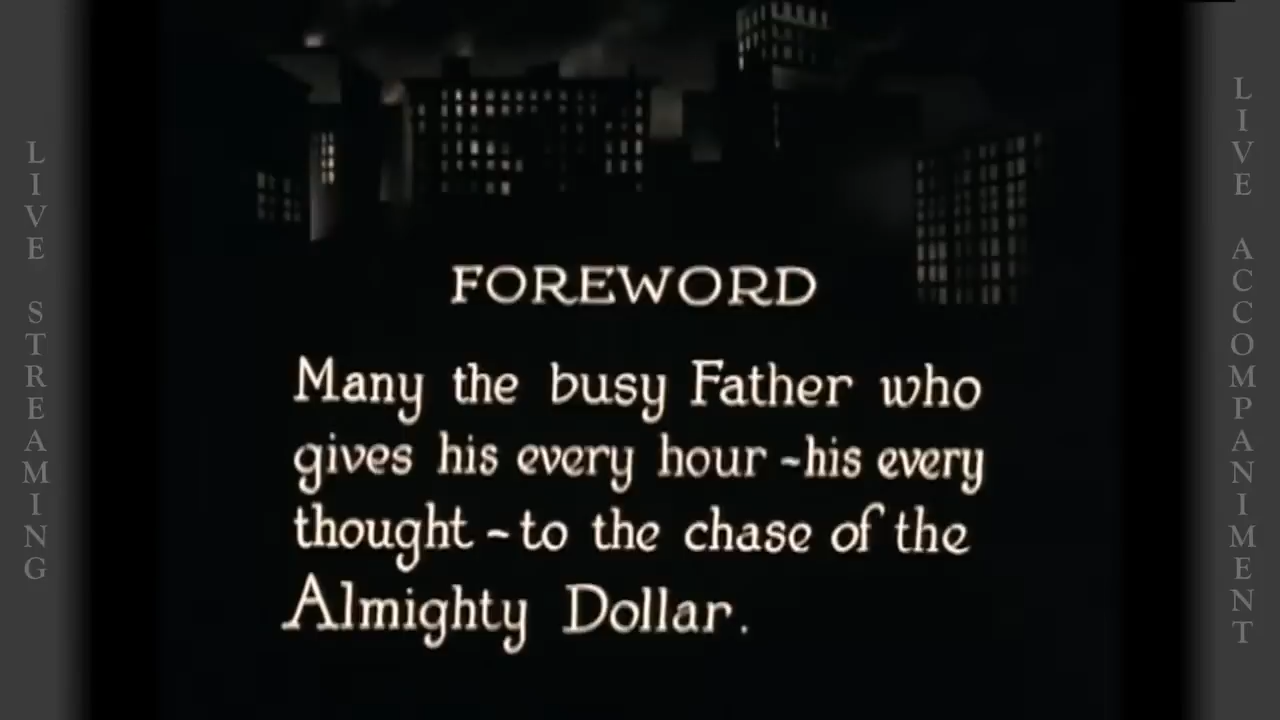 LIVE STREAMING
FOREWORD
Many the busy Father who
gives his every hour ~his every
thought ~ to the chase of the
Almighty Dollar.
LIVE ACCOMPANIMENT